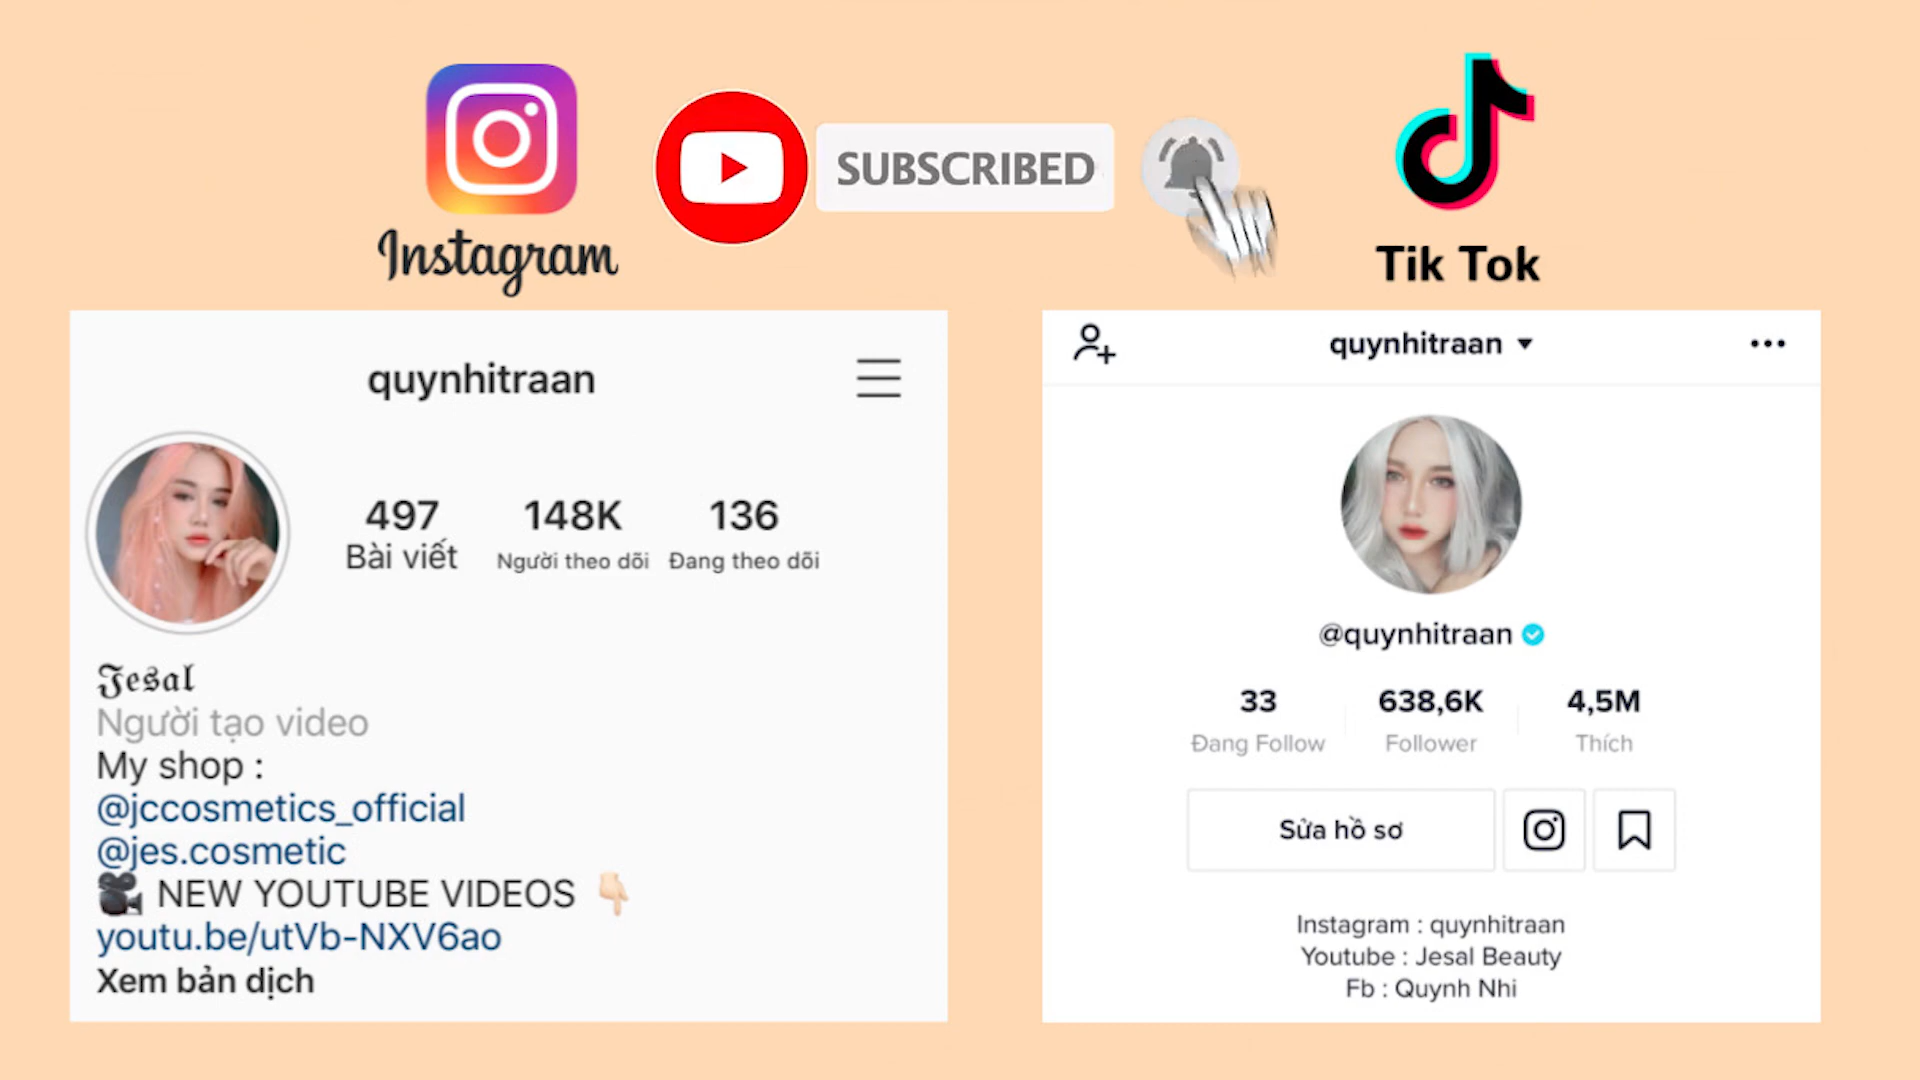 Instagram
SUBSCRIBED
Tik Tok
quynhitraan
497 148K 136
Bài viết Người theo dõi Đang theo dõi
Jesal
Người tạo video
My shop :
@jccosmetics_official
@jes.cosmetic
NEW YOUTUBE VIDEOS
youtu.be/utVb-NXV6ao
Xem bản dịch
quynhitraan
@quynhitraan
33 638,6K 4,5M
Đang Follow Follower Thích
Sửa hồ sơ
Instagram : quynhitraan
Youtube : Jesal Beauty
Fb : Quynh Nhi